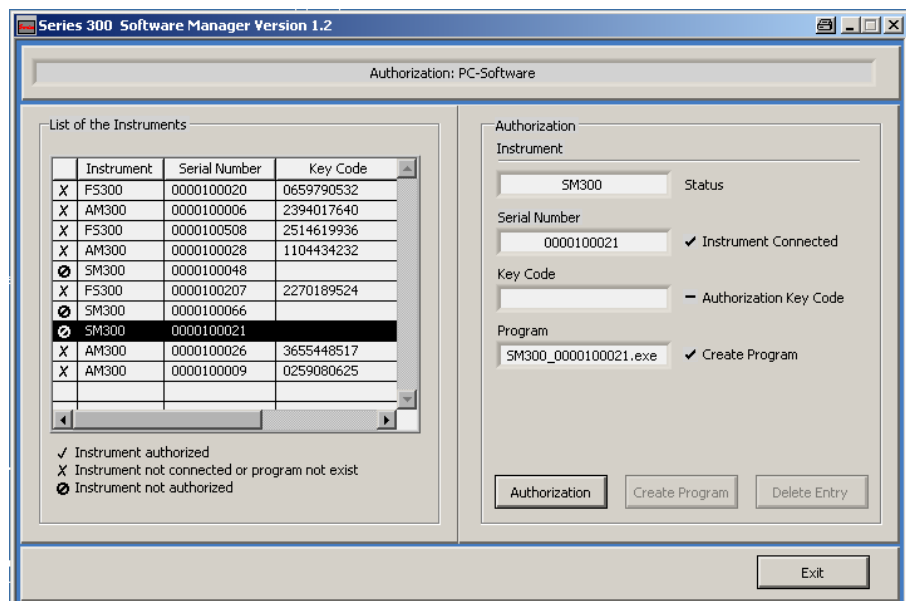 Series 300 Software Manager Version 1.2
Authorization: PC-Software
List of the Instruments
Instrument Serial Number Key Code
X FS300 0000100020 0659790532
X AM300 0000100006 2394017640
X FS300 0000100508 2514619936
X AM300 0000100028 1104434232
SM300 0000100048
X FS300 0000100207 2270189524
SM300 0000100066
SM300 0000100021
X AM300 0000100026 3655448517
X AM300 0000100009 0259080625
✓ Instrument authorized
X Instrument not connected or program not exist
Instrument not authorized
Authorization
Instrument
SM300 Status
Serial Number
0000100021 ✔ Instrument Connected
Key Code
– Authorization Key Code
Program
SM300_0000100021.exe ✔ Create Program
Authorization Create Program Delete Entry
Exit